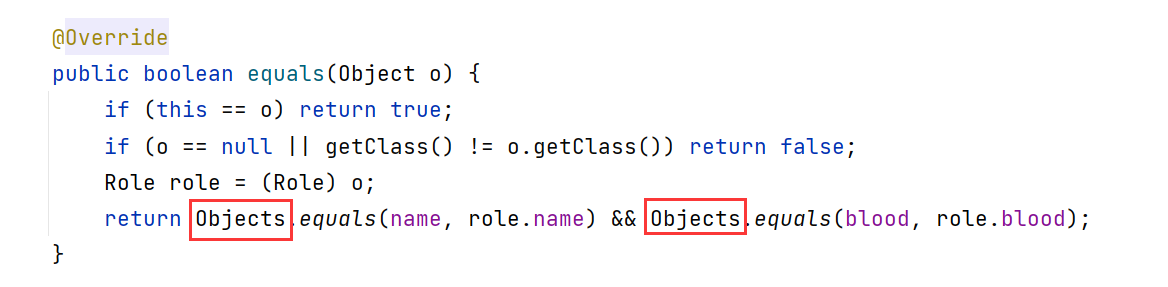 @Override
public boolean equals(Object o) {
if (this == o) return true;
if (o == null || getClass() != o.getClass()) return false;
Role role = (Role) o;
return Objects.equals(name, role.name) && Objects.equals(blood, role.blood);
}